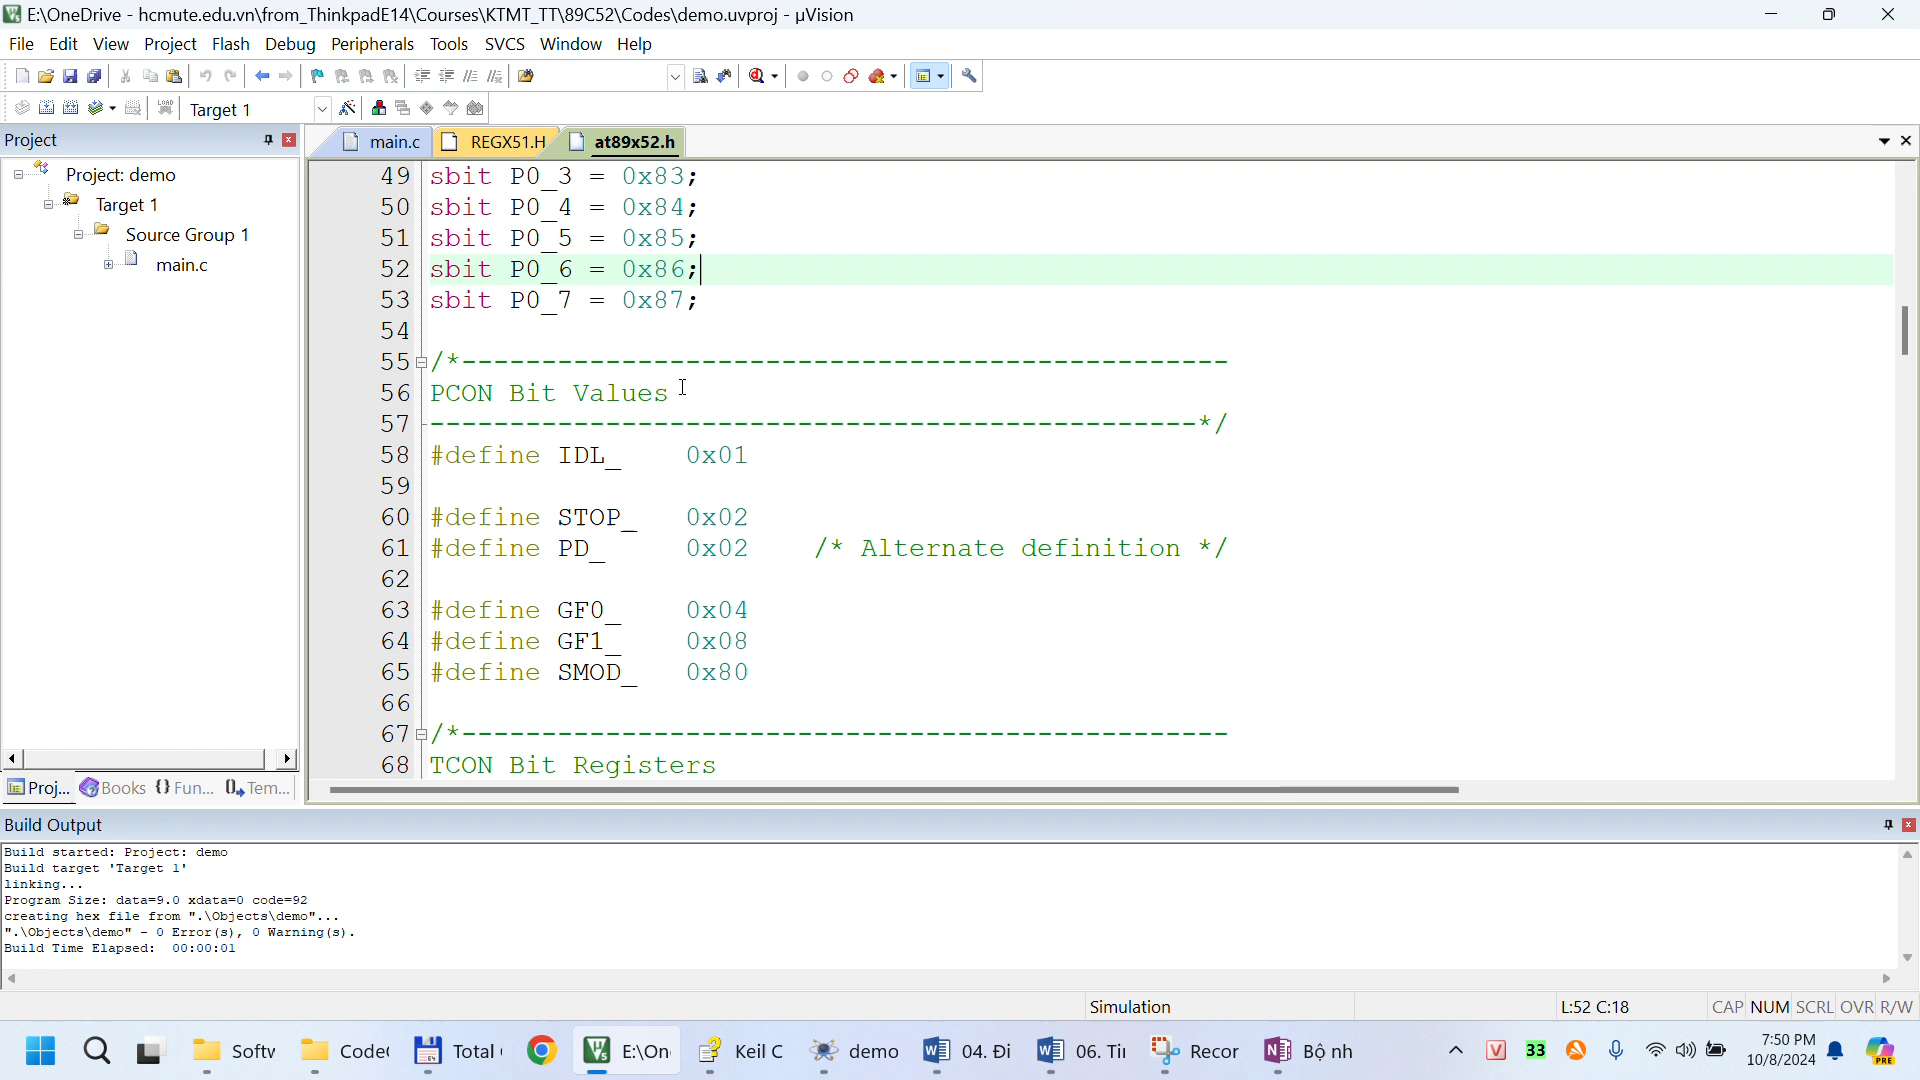 E:\OneDrive - hcmute.edu.vn\from_ThinkpadE14\Courses\KTMT_TT\89C52\Codes\demo.uvproj - µVision
File Edit View Project Flash Debug Peripherals Tools SVCS Window Help
LOAD Target 1
Project
main.c REGX51.H at89x52.h
Project: demo
Target 1
Source Group 1
main.c
49 sbit P0_3 = 0x83;
50 sbit P0_4 = 0x84;
51 sbit P0_5 = 0x85;
52 sbit P0_6 = 0x86;
53 sbit P0_7 = 0x87;
54
55 /*------------------------------------------------
56 PCON Bit Values
57 ------------------------------------------------*/
58 #define IDL_ 0x01
59
60 #define STOP_ 0x02
61 #define PD_ 0x02 /* Alternate definition */
62
63 #define GF0_ 0x04
64 #define GF1_ 0x08
65 #define SMOD_ 0x80
66
67 /*------------------------------------------------
68 TCON Bit Registers
Proj... Books {} Fun... Tem...
Build Output
Build started: Project: demo
Build target 'Target 1'
linking...
Program Size: data=9.0 xdata=0 code=92
creating hex file from ".\Objects\demo"...
".\Objects\demo" - 0 Error(s), 0 Warning(s).
Build Time Elapsed: 00:00:01
Simulation L:52 C:18 CAP NUM SCRL OVR R/W
Softw Code Total E:\On Keil C demo 04. Đi 06. Tì Recor Bộ nh 33 7:50 PM
10/8/2024